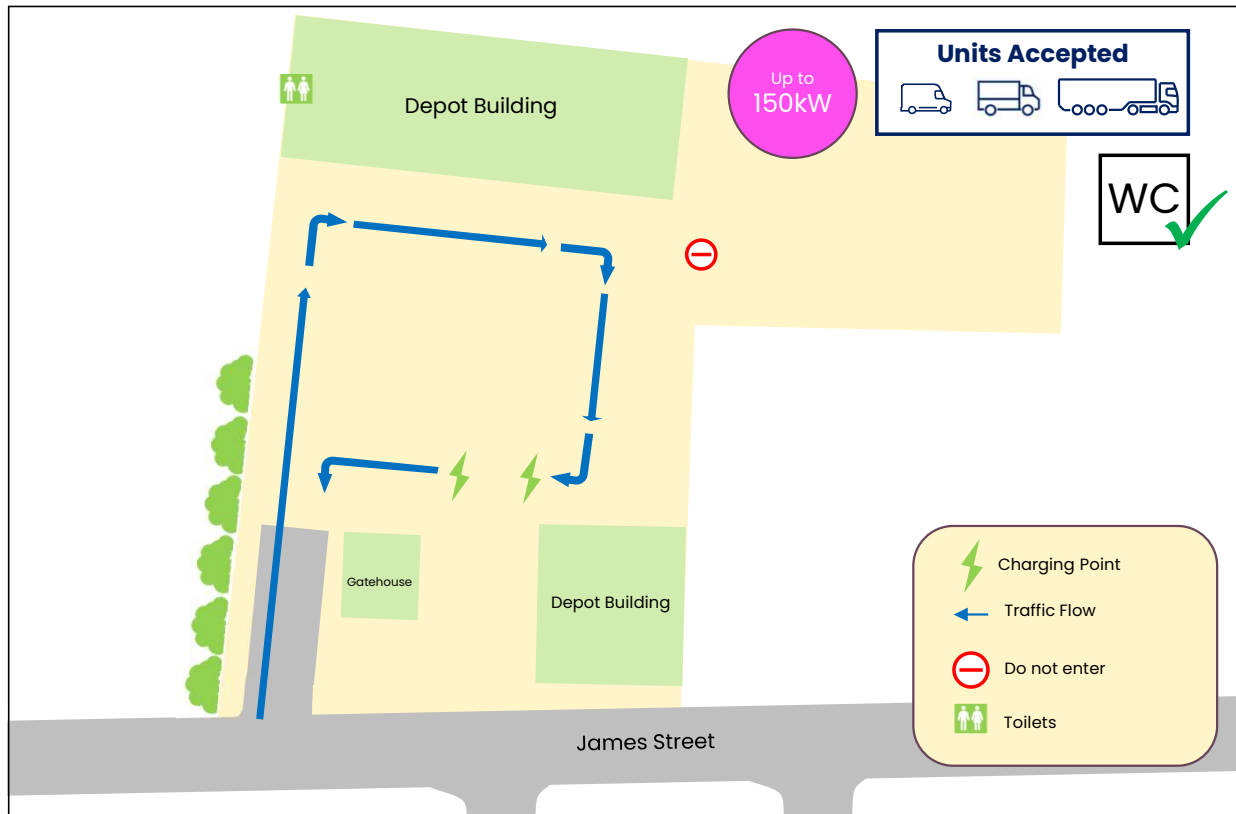 Units Accepted
Up to
150kW
Depot Building
WC
Gatehouse
Depot Building
James Street
Charging Point
Traffic Flow
Do not enter
Toilets